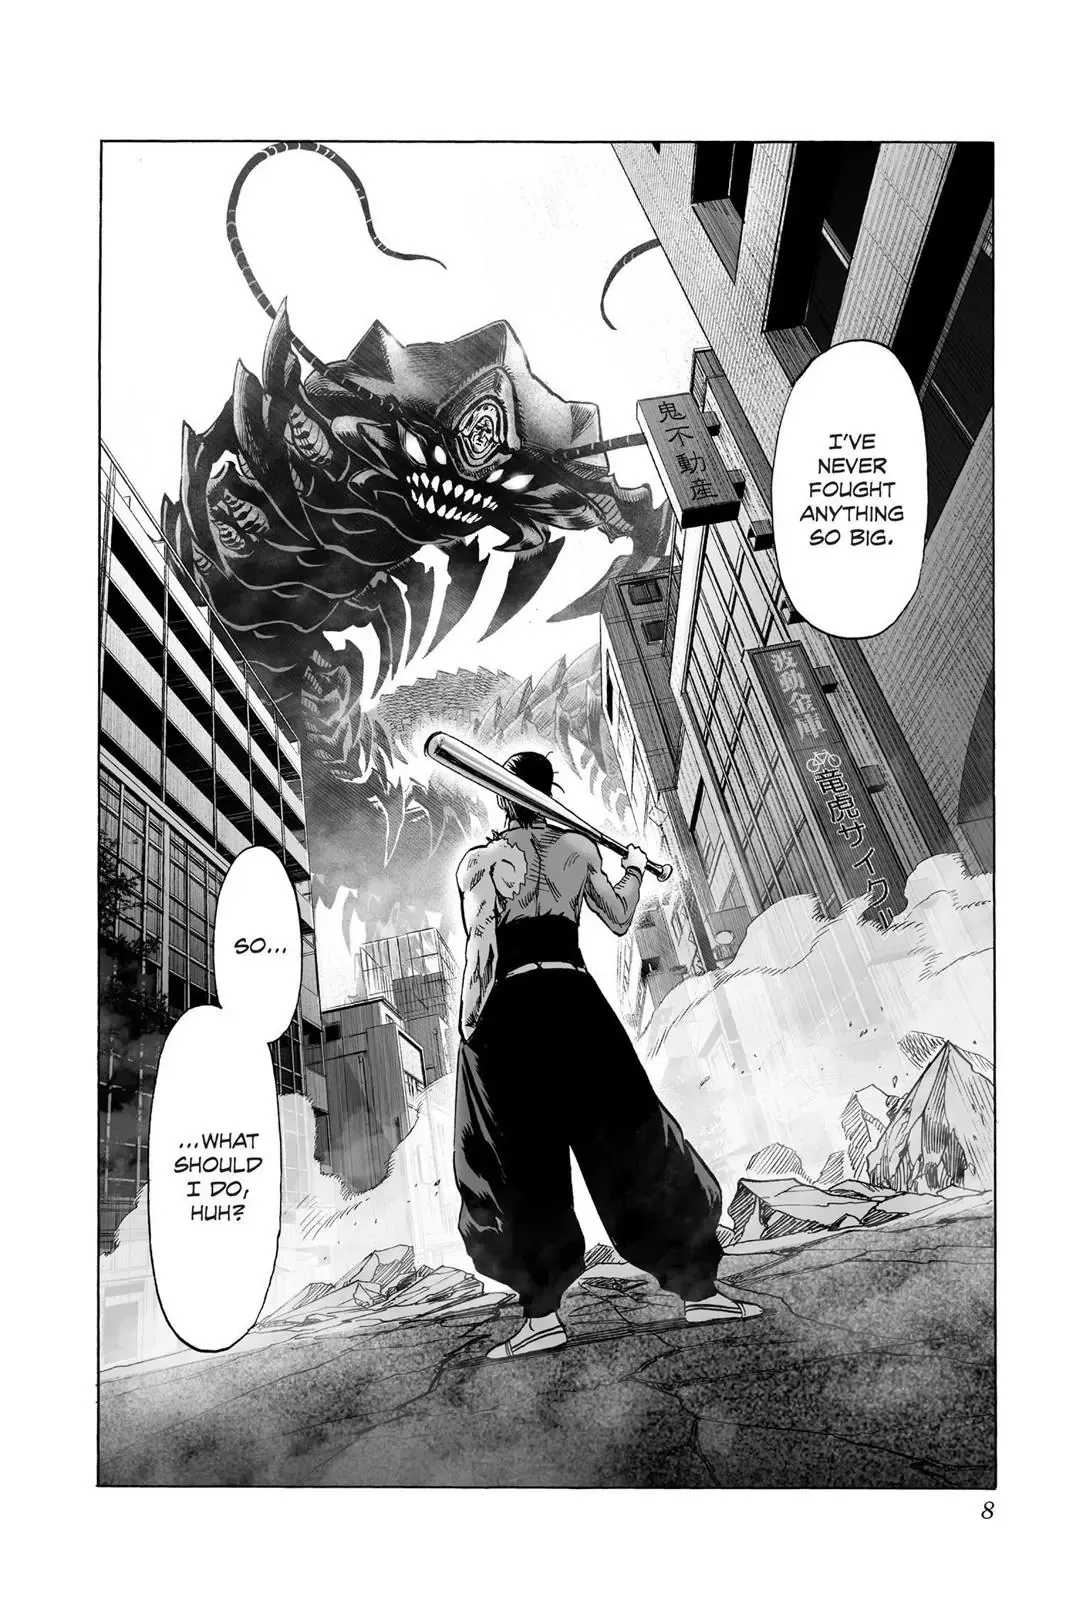 I'VE
NEVER
FOUGHT
ANYTHING
SO BIG.
鬼不動産
波動金庫
竜虎サイクル
SO...
...WHAT
SHOULD
I DO,
HUH?
8